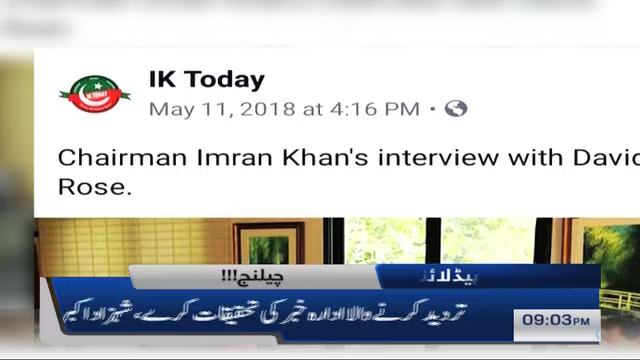 IK Today
May 11, 2018 at 4:16 PM
Chairman Imran Khan's interview with David
Rose.
چیلنج!!!
ہیڈلائنز
تردید کرنے والا ادارہ خبر کی تحقیقات کرے، شہزاد اکبر
09:03PM